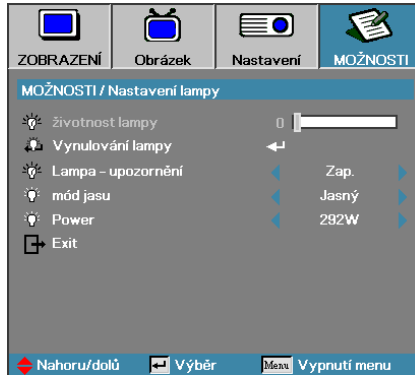 ZOBRAZENÍ Obrázek Nastavení MOŽNOSTI
MOŽNOSTI / Nastavení lampy
životnost lampy 0
Vynulování lampy
Lampa – upozornění Zap.
mód jasu Jasný
Power 292W
Exit
Nahoru/dolů Výběr Menu Vypnutí menu